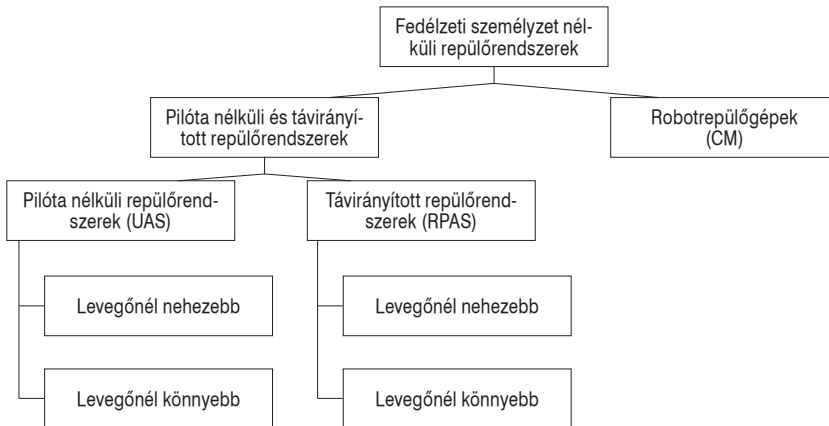 Fedélzeti személyzet nél-
küli repülőrendszerek
Pilóta nélküli és távirányí-
tott repülőrendszerek
Robotrepülőgépek
(CM)
Pilóta nélküli repülőrend-
szerek (UAS)
Távirányított repülőrend-
szerek (RPAS)
Levegőnél nehezebb
Levegőnél nehezebb
Levegőnél könnyebb
Levegőnél könnyebb